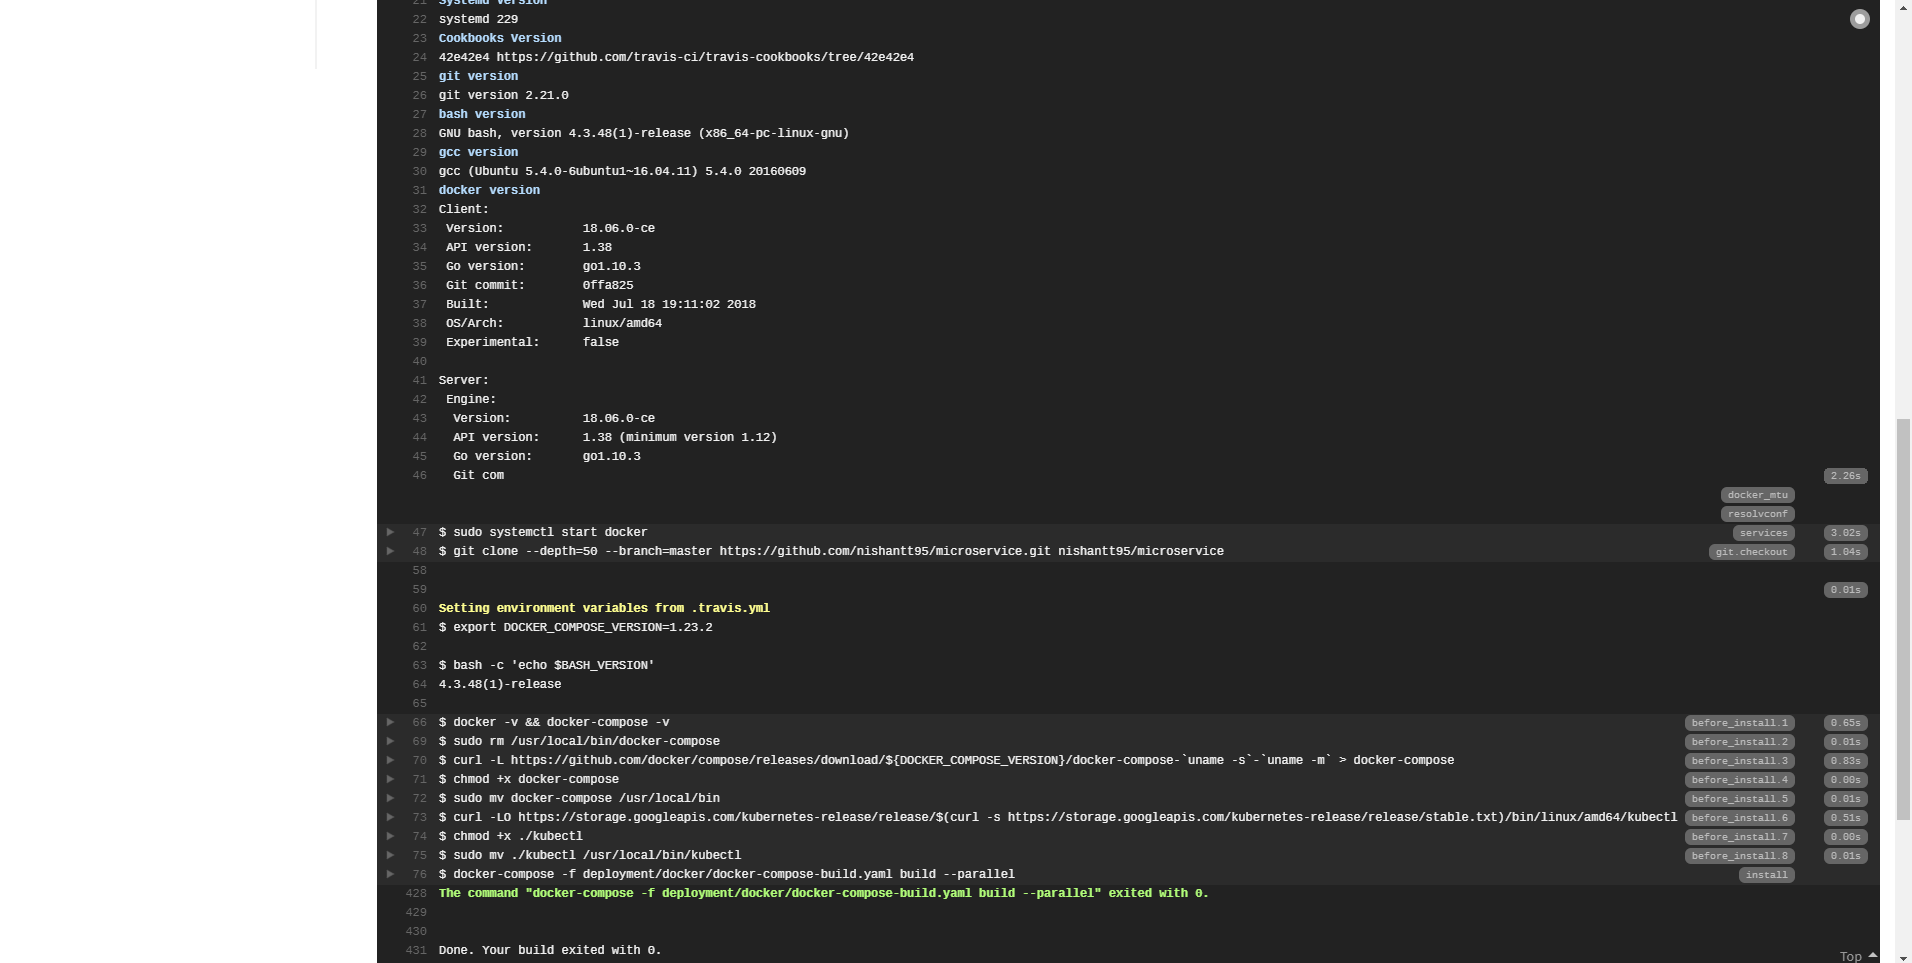 21 Systemd Version
22 systemd 229
23 Cookbooks Version
24 42e42e4 https://github.com/travis-ci/travis-cookbooks/tree/42e42e4
25 git version
26 git version 2.21.0
27 bash version
28 GNU bash, version 4.3.48(1)-release (x86_64-pc-linux-gnu)
29 gcc version
30 gcc (Ubuntu 5.4.0-6ubuntu1~16.04.11) 5.4.0 20160609
31 docker version
32 Client:
33 Version: 18.06.0-ce
34 API version: 1.38
35 Go version: go1.10.3
36 Git commit: 0ffa825
37 Built: Wed Jul 18 19:11:02 2018
38 OS/Arch: linux/amd64
39 Experimental: false
40
41 Server:
42 Engine:
43 Version: 18.06.0-ce
44 API version: 1.38 (minimum version 1.12)
45 Go version: go1.10.3
46 Git com 2.26s
docker_mtu
resolvconf
47 $ sudo systemctl start docker services 3.02s
48 $ git clone --depth=50 --branch=master https://github.com/nishantt95/microservice.git nishantt95/microservice git.checkout 1.04s
58
59 0.01s
60 Setting environment variables from .travis.yml
61 $ export DOCKER_COMPOSE_VERSION=1.23.2
62
63 $ bash -c 'echo $BASH_VERSION'
64 4.3.48(1)-release
65
66 $ docker -v && docker-compose -v before_install.1 0.65s
69 $ sudo rm /usr/local/bin/docker-compose before_install.2 0.01s
70 $ curl -L https://github.com/docker/compose/releases/download/${DOCKER_COMPOSE_VERSION}/docker-compose-`uname -s`-`uname -m` > docker-compose before_install.3 0.83s
71 $ chmod +x docker-compose before_install.4 0.00s
72 $ sudo mv docker-compose /usr/local/bin before_install.5 0.01s
73 $ curl -LO https://storage.googleapis.com/kubernetes-release/release/$(curl -s https://storage.googleapis.com/kubernetes-release/release/stable.txt)/bin/linux/amd64/kubectl before_install.6 0.51s
74 $ chmod +x ./kubectl before_install.7 0.00s
75 $ sudo mv ./kubectl /usr/local/bin/kubectl before_install.8 0.01s
76 $ docker-compose -f deployment/docker/docker-compose-build.yaml build --parallel install
428 The command "docker-compose -f deployment/docker/docker-compose-build.yaml build --parallel" exited with 0.
429
430
431 Done. Your build exited with 0.
Top